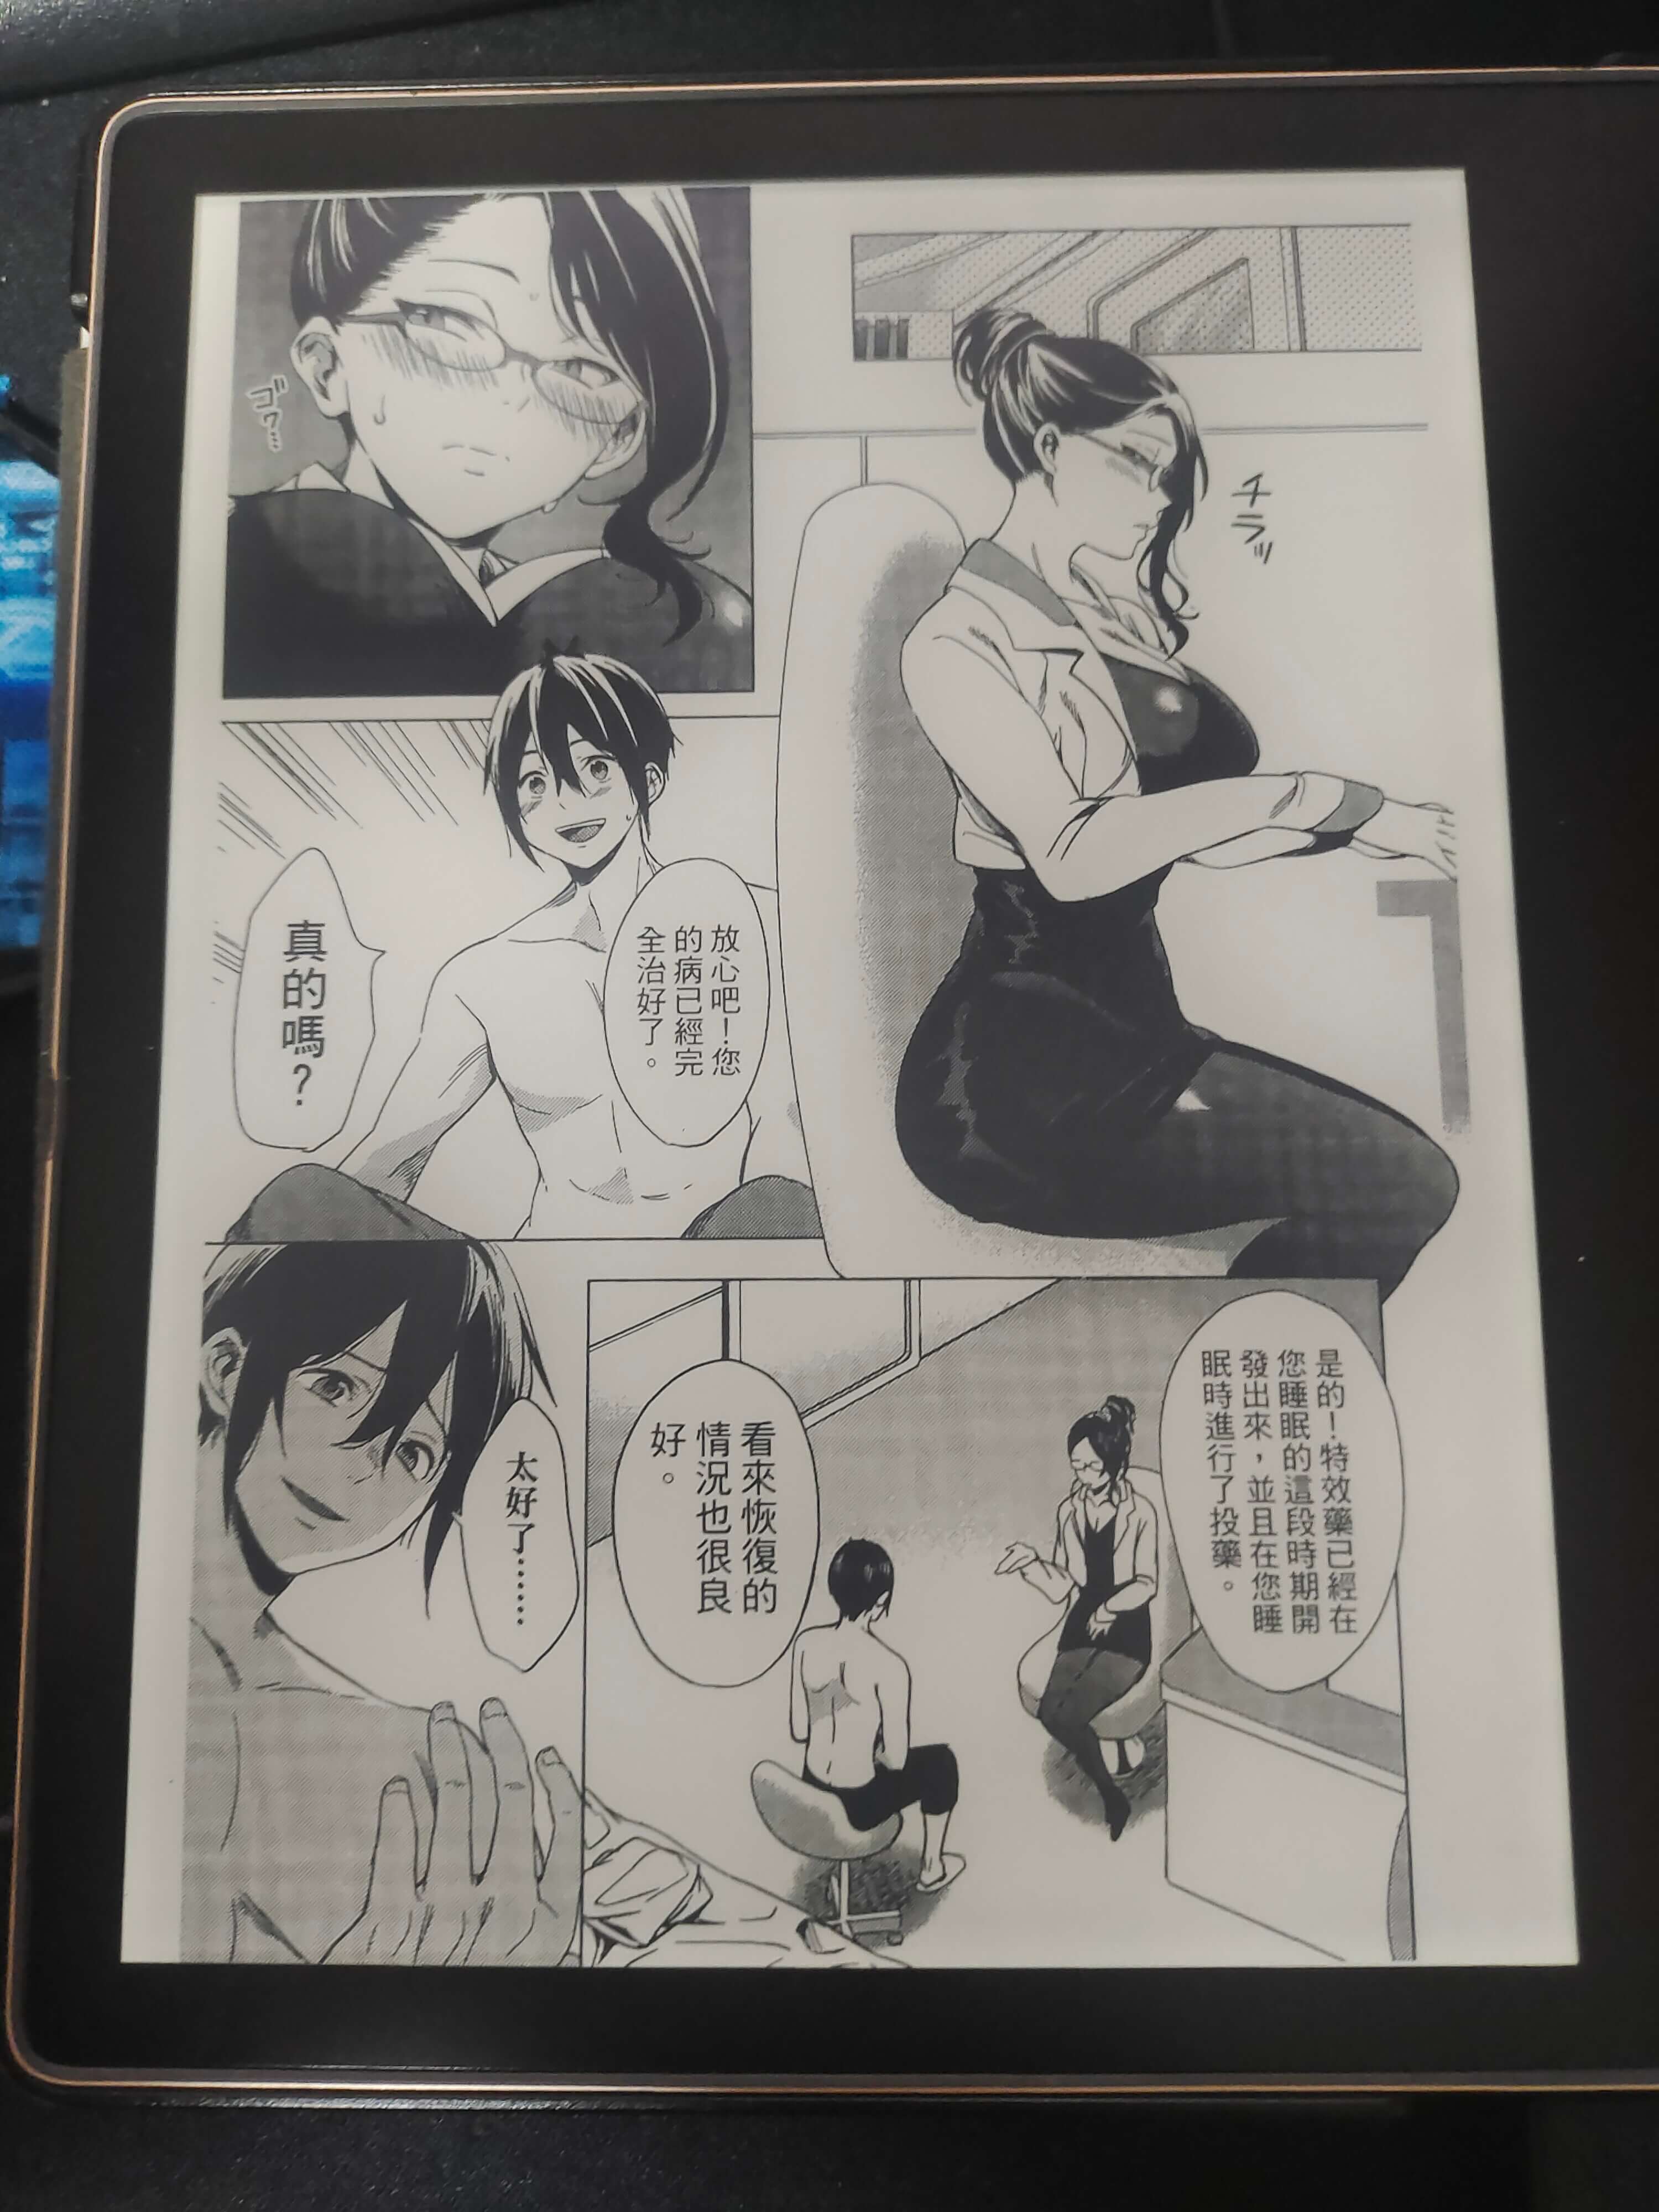 チラッ
ゴク…
放心吧！您
的病已經完
全治好了。
真的嗎？
是的！特效藥已經在
您睡眠的這段時期開
發出來，並且在您睡
眠時進行了投藥。
看來恢復的
情況也很良
好。
太好了……